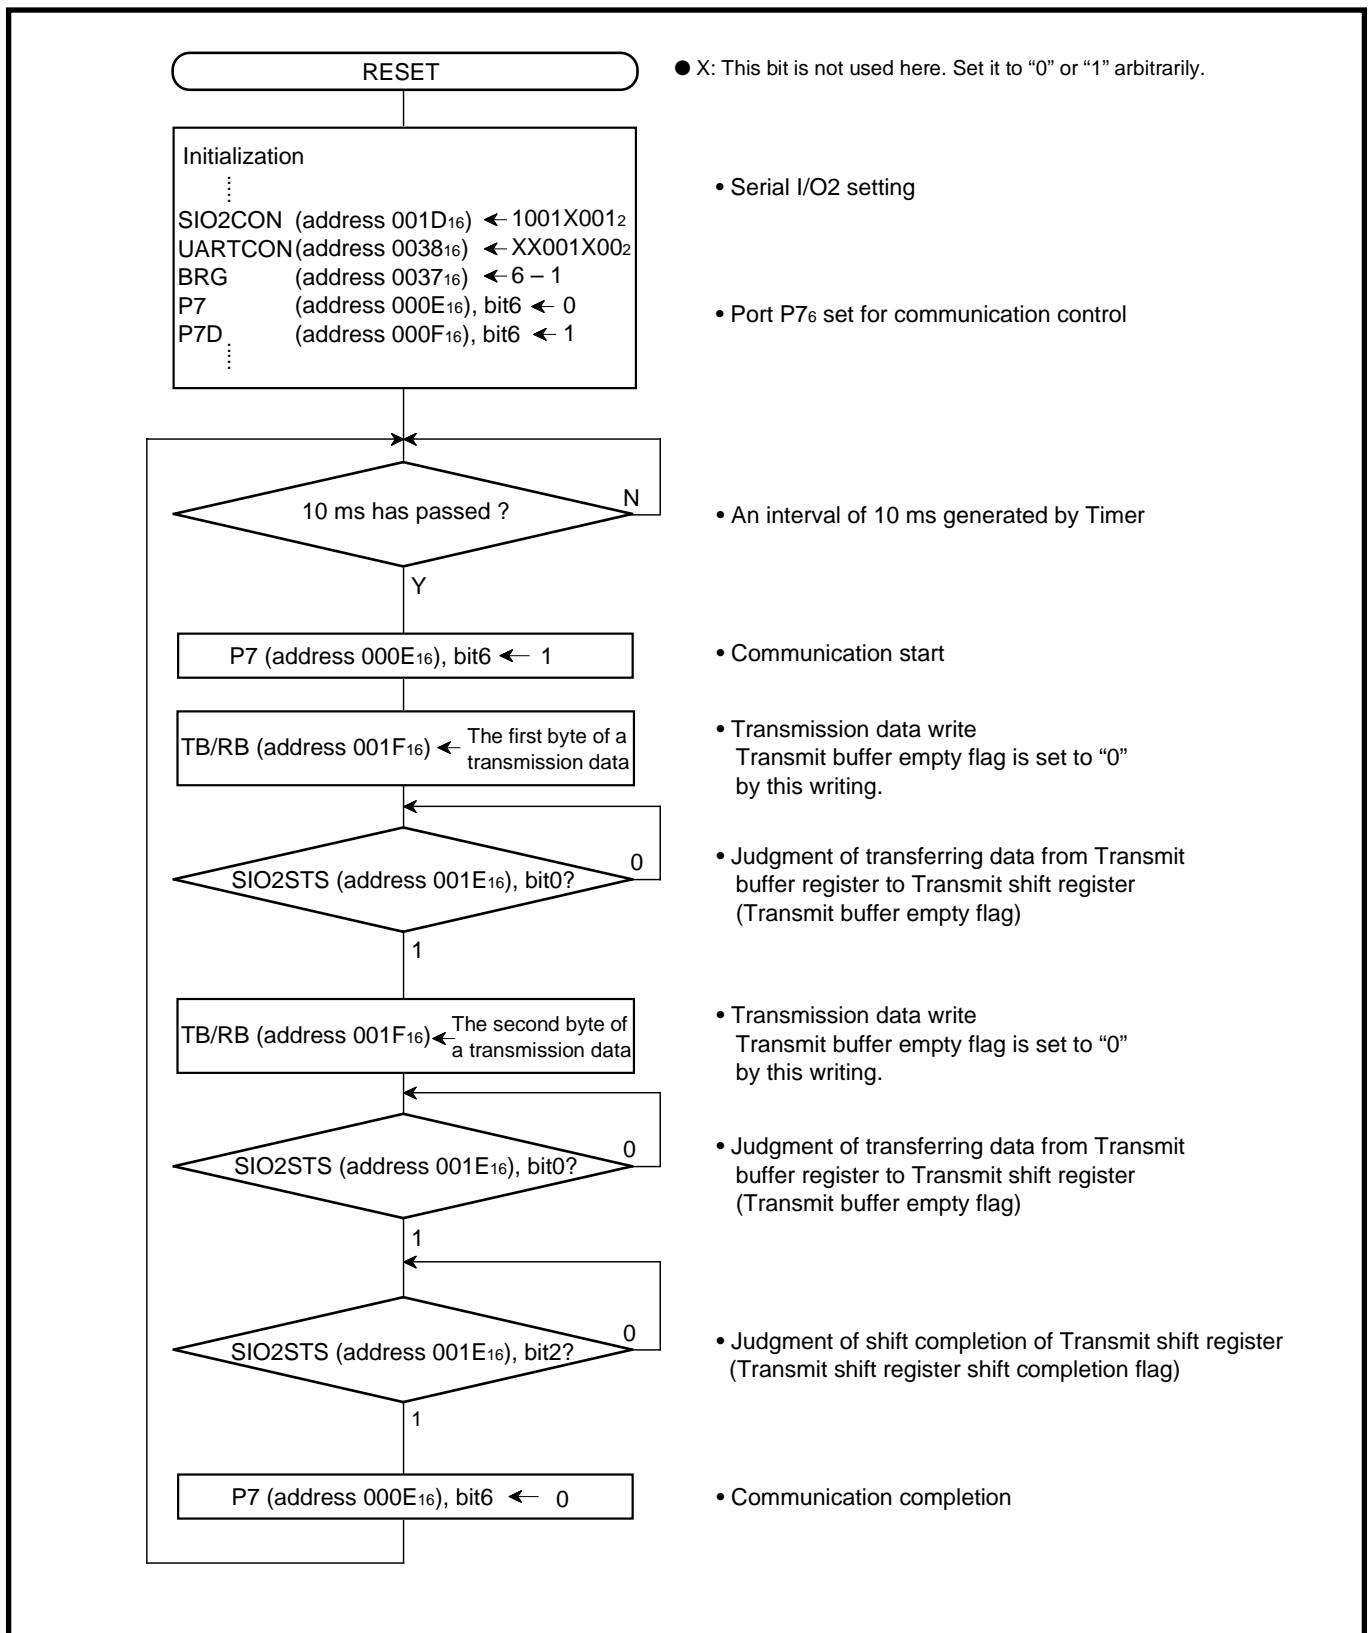 RESET
● X: This bit is not used here. Set it to “0” or “1” arbitrarily.
Initialization
• Serial I/O2 setting
SIO2CON (address 001D16) ← 1001X0012
UARTCON (address 003816) ← XX001X002
BRG (address 003716) ← 6 – 1
P7 (address 000E16), bit6 ← 0
• Port P76 set for communication control
P7D (address 000F16), bit6 ← 1
10 ms has passed ?
N
• An interval of 10 ms generated by Timer
Y
P7 (address 000E16), bit6 ← 1
• Communication start
TB/RB (address 001F16) ← The first byte of a
transmission data
• Transmission data write
Transmit buffer empty flag is set to “0”
by this writing.
SIO2STS (address 001E16), bit0?
0
• Judgment of transferring data from Transmit
buffer register to Transmit shift register
(Transmit buffer empty flag)
1
TB/RB (address 001F16) ← The second byte of
a transmission data
• Transmission data write
Transmit buffer empty flag is set to “0”
by this writing.
SIO2STS (address 001E16), bit0?
0
• Judgment of transferring data from Transmit
buffer register to Transmit shift register
(Transmit buffer empty flag)
1
SIO2STS (address 001E16), bit2?
0
• Judgment of shift completion of Transmit shift register
(Transmit shift register shift completion flag)
1
P7 (address 000E16), bit6 ← 0
• Communication completion